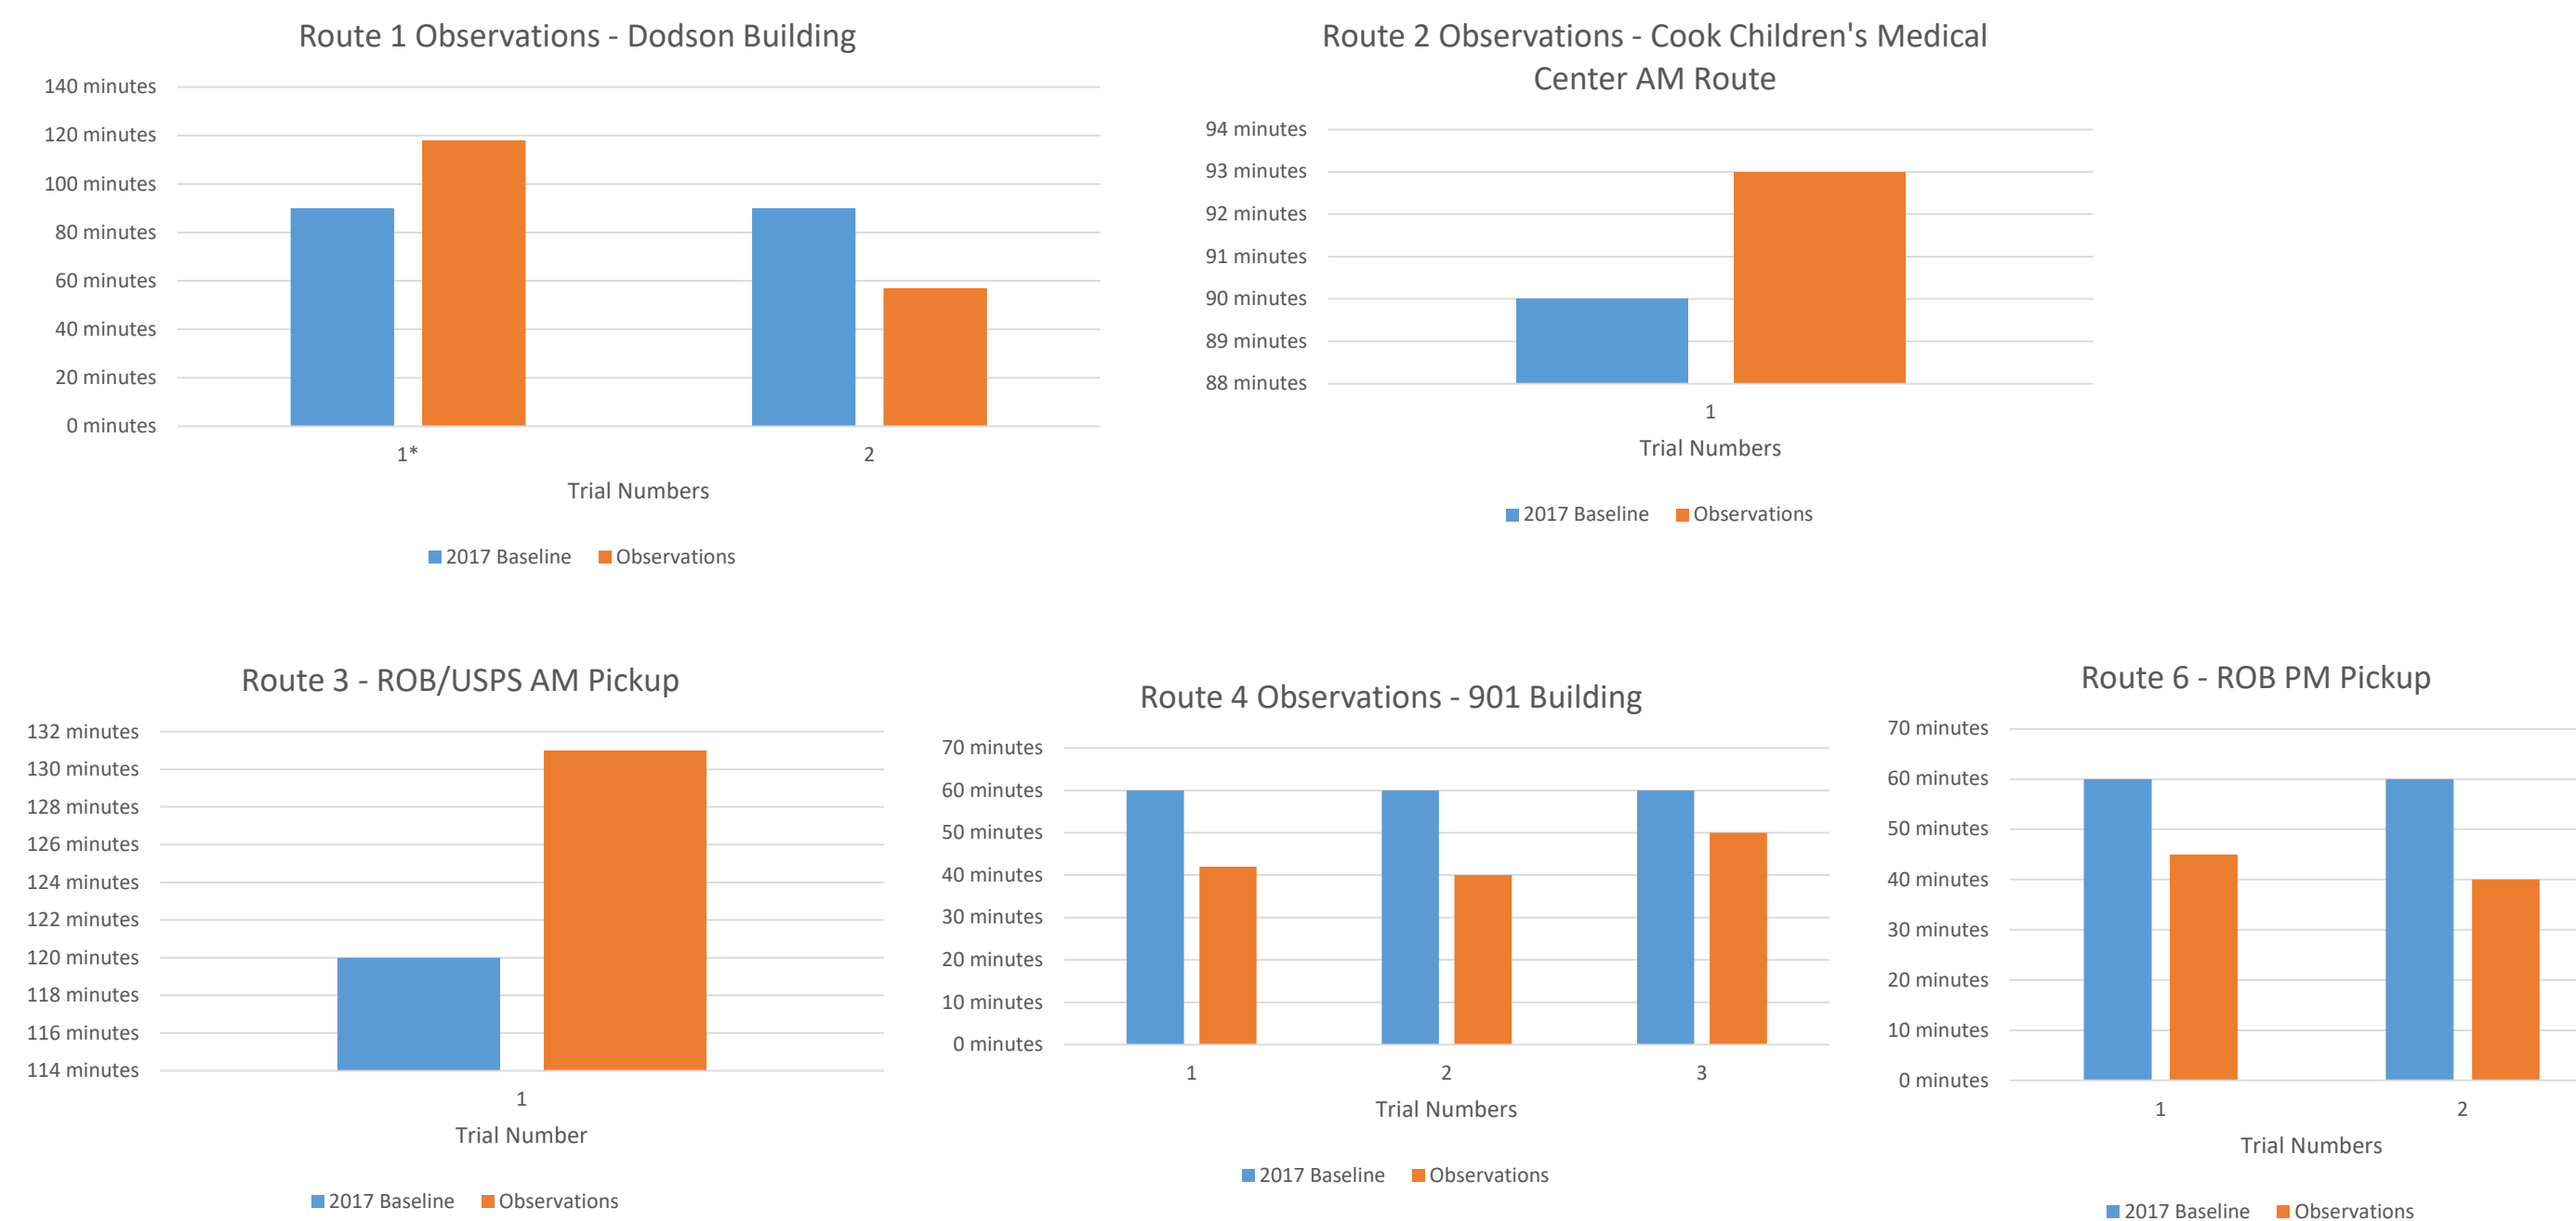 Route 1 Observations - Dodson Building
140 minutes
120 minutes
100 minutes
80 minutes
60 minutes
40 minutes
20 minutes
0 minutes
1* 2
Trial Numbers
2017 Baseline Observations
Route 2 Observations - Cook Children's Medical
Center AM Route
94 minutes
93 minutes
92 minutes
91 minutes
90 minutes
89 minutes
88 minutes
1
Trial Numbers
2017 Baseline Observations
Route 3 - ROB/USPS AM Pickup
132 minutes
130 minutes
128 minutes
126 minutes
124 minutes
122 minutes
120 minutes
118 minutes
116 minutes
114 minutes
1
Trial Number
2017 Baseline Observations
Route 4 Observations - 901 Building
70 minutes
60 minutes
50 minutes
40 minutes
30 minutes
20 minutes
10 minutes
0 minutes
1 2 3
Trial Numbers
2017 Baseline Observations
Route 6 - ROB PM Pickup
70 minutes
60 minutes
50 minutes
40 minutes
30 minutes
20 minutes
10 minutes
0 minutes
1 2
Trial Numbers
2017 Baseline Observations